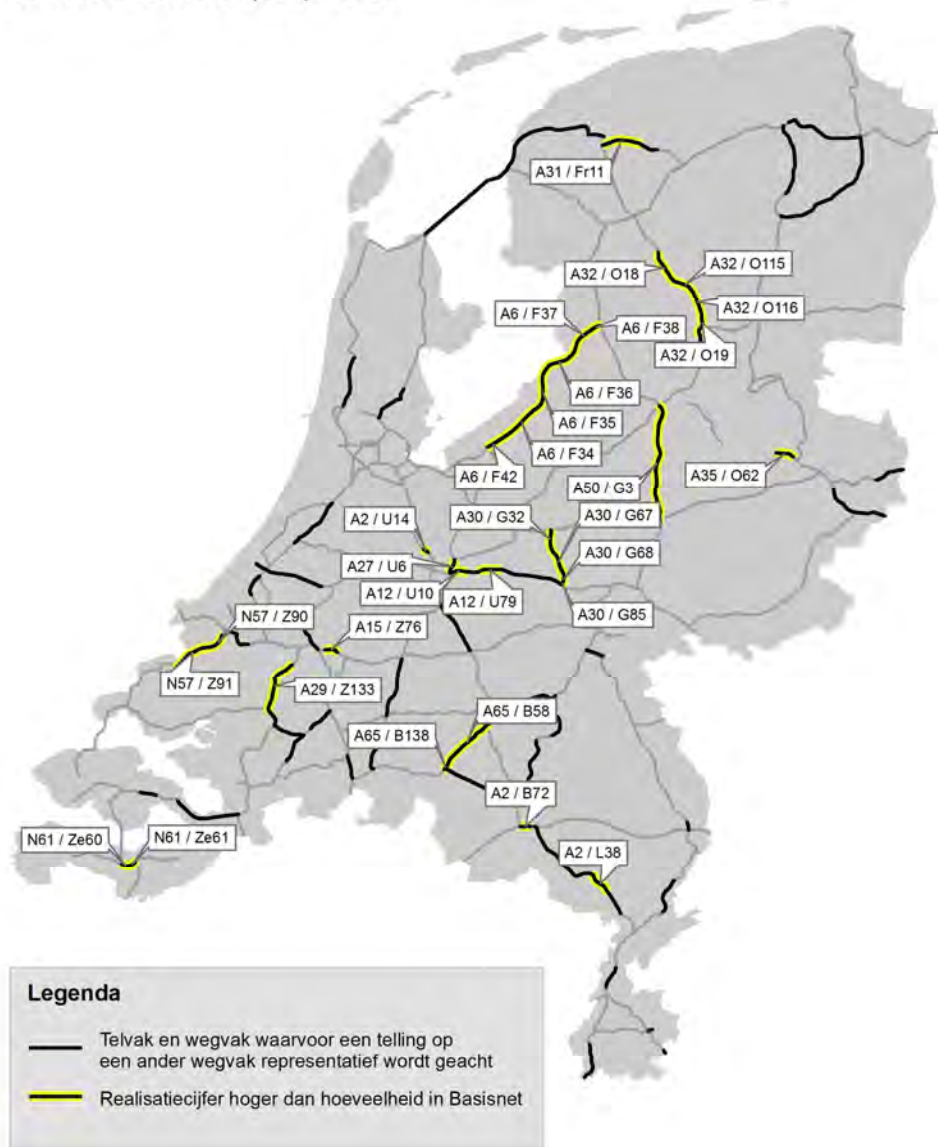 A31 / Fr11
A32 / O18
A32 / O115
A32 / O116
A6 / F37
A6 / F38
A32 / O19
A6 / F36
A6 / F35
A6 / F34
A6 / F42
A35 / O62
A50 / G3
A30 / G32
A30 / G67
A2 / U14
A27 / U6
A30 / G68
A12 / U10
A12 / U79
A30 / G85
N57 / Z90
A15 / Z76
N57 / Z91
A29 / Z133
A65 / B58
A65 / B138
A2 / B72
N61 / Ze60
N61 / Ze61
A2 / L38
Legenda
Telvak en wegvak waarvoor een telling op
een ander wegvak representatief wordt geacht
Realisatiecijfer hoger dan hoeveelheid in Basisnet